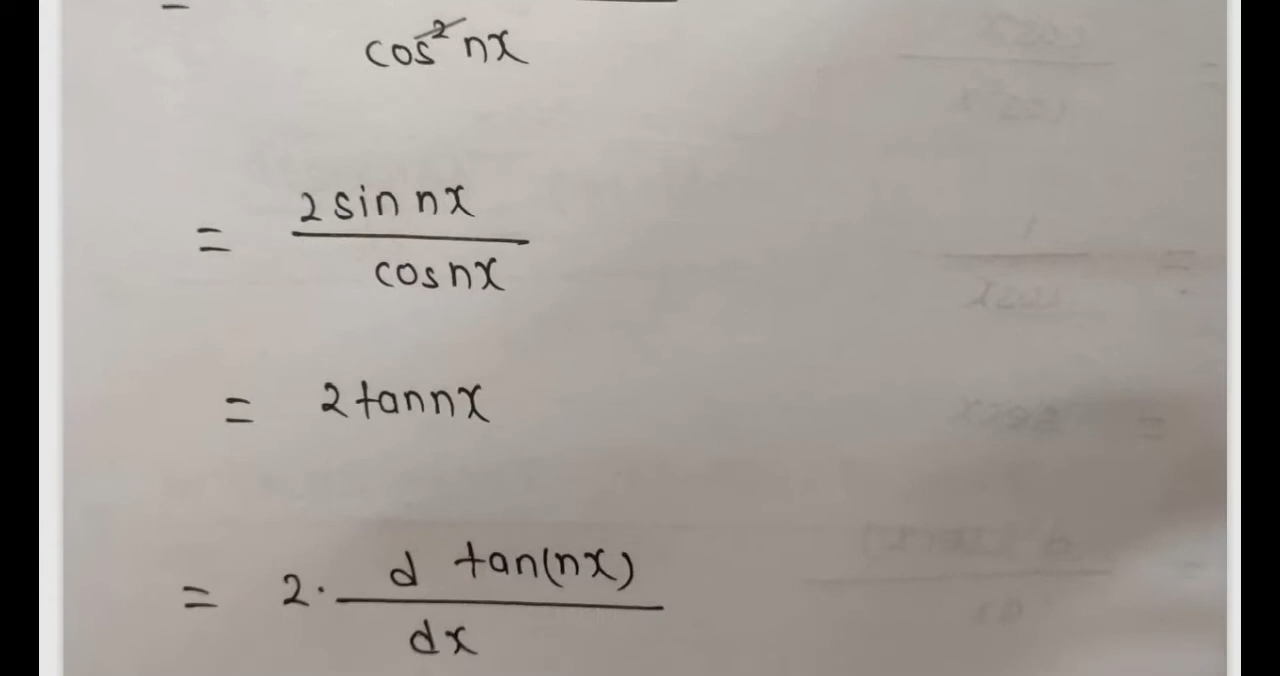 cos² nx
= 2 sin nx
cos nx
= 2 tan nx
= 2. d tan(nx)
dx